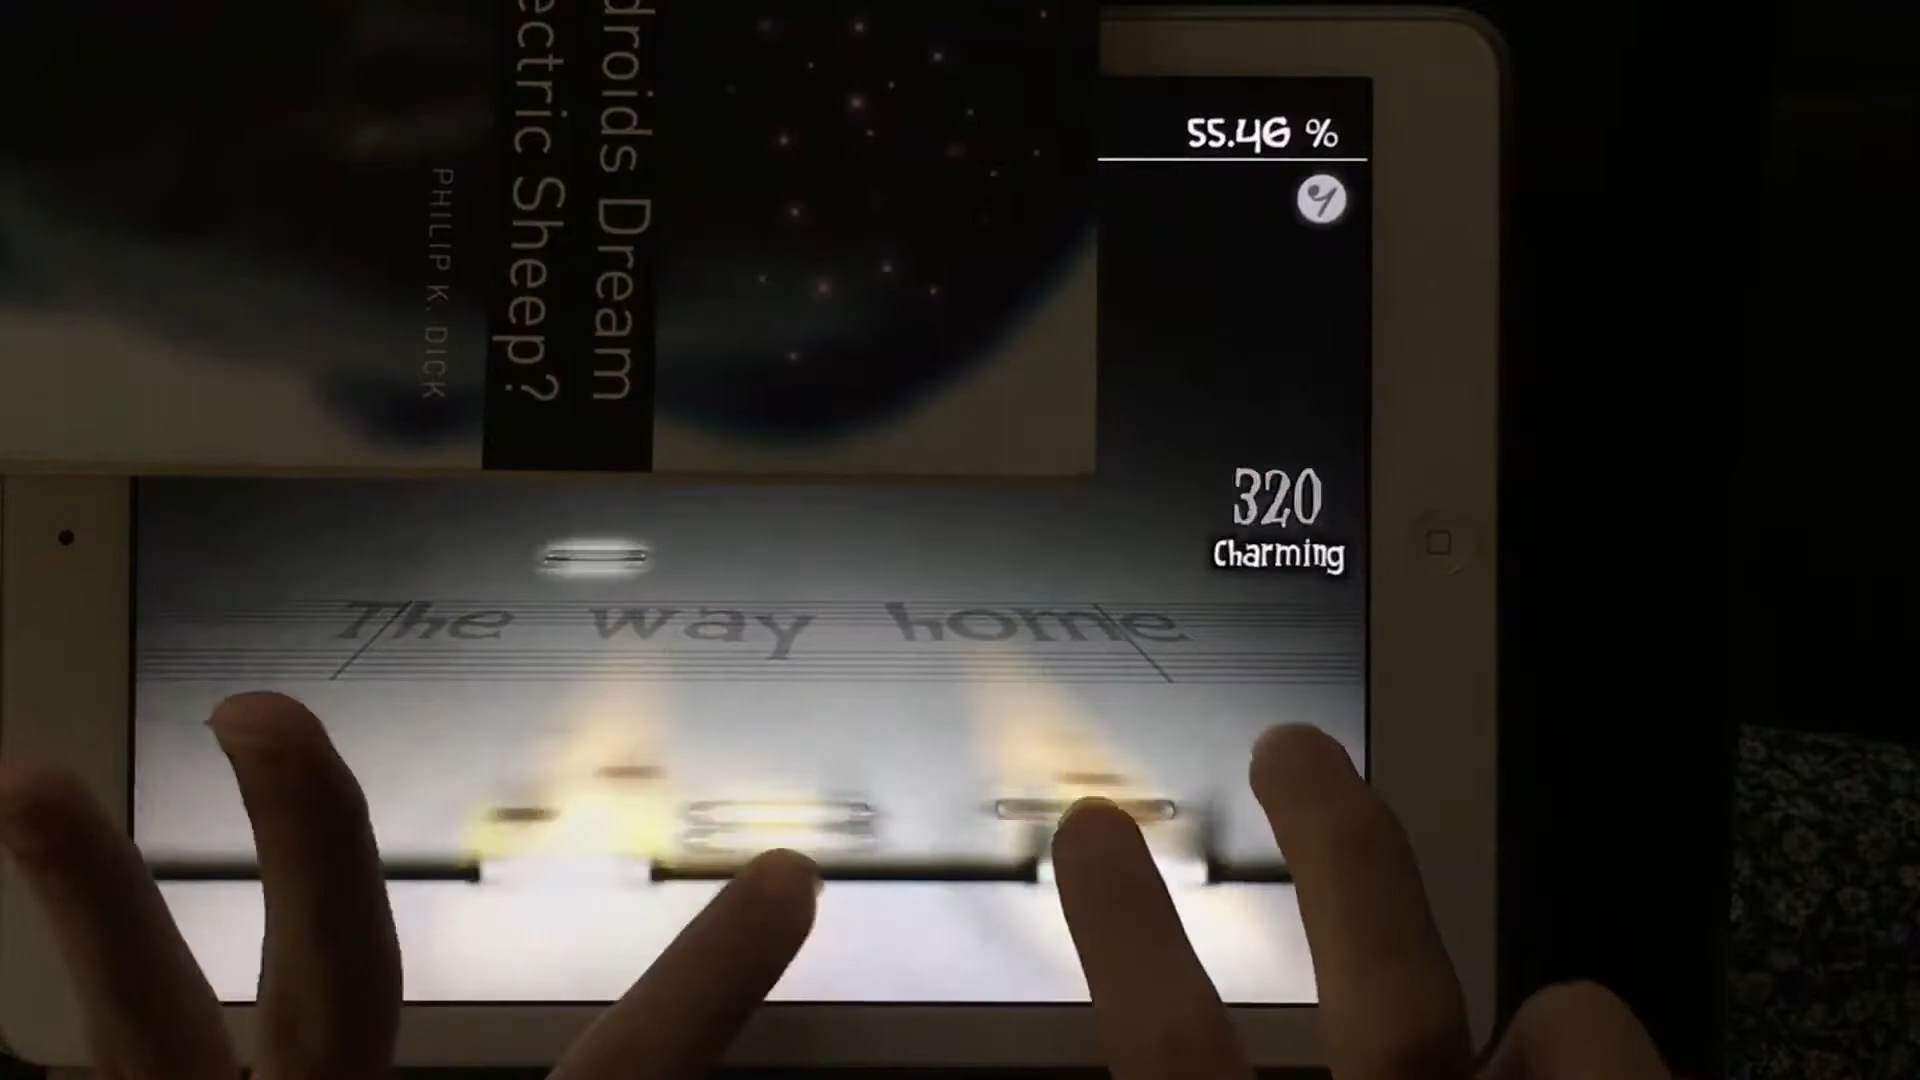 droids Dream
ectric Sheep?
PHILIP K. DICK
55.46 %
320
Charming
The way home